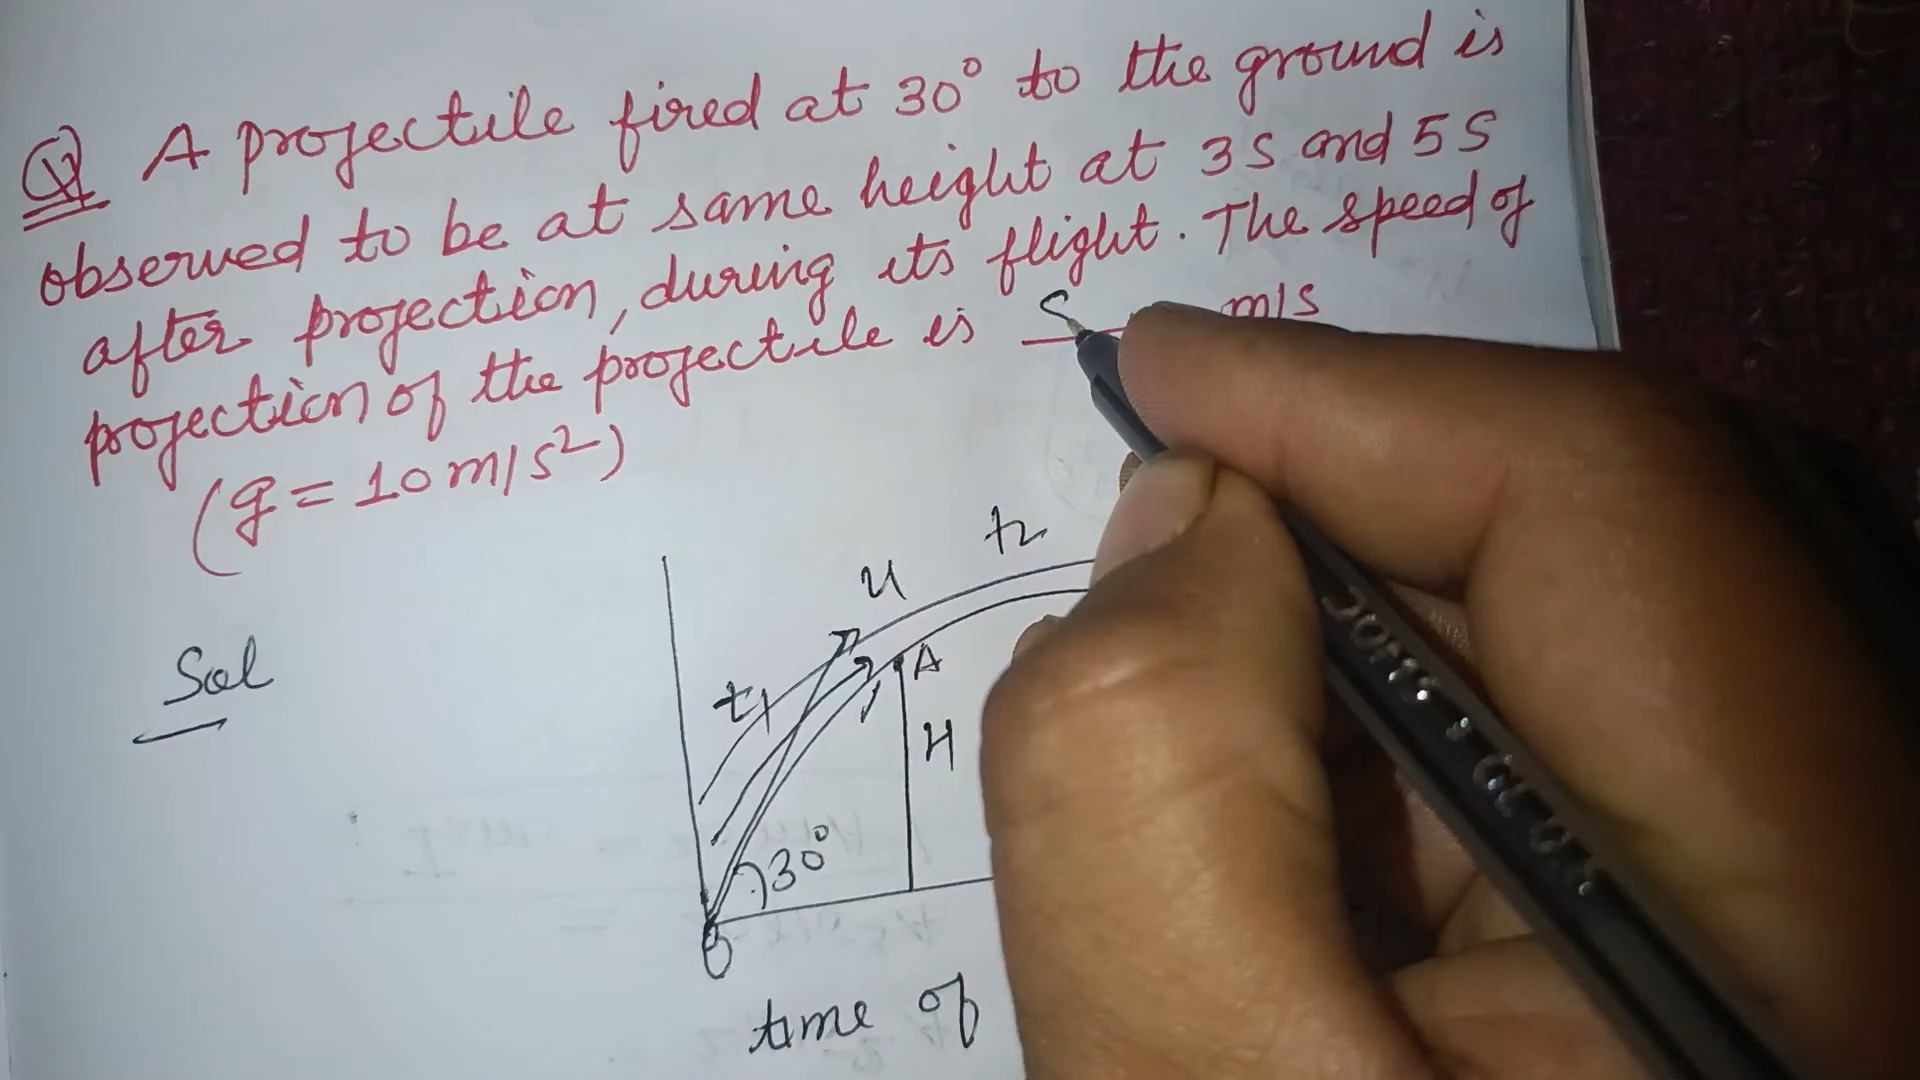 Q A projectile fired at 30° to the ground is
observed to be at same height at 3s and 5s
after projection, during its flight. The speed of
projection of the projectile is m/s
(g = 10 m/s²)
Sol
t1
u
t2
A
H
30°
O
time of